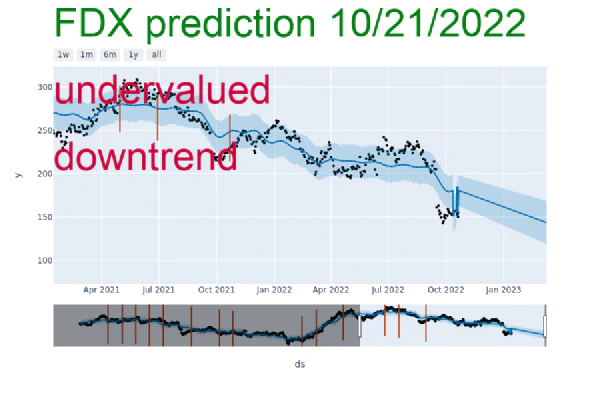 FDX prediction 10/21/2022
1w 1m 6m 1y all
undervalued
downtrend
300
250
200
150
100
y
Apr 2021 Jul 2021 Oct 2021 Jan 2022 Apr 2022 Jul 2022 Oct 2022 Jan 2023
ds